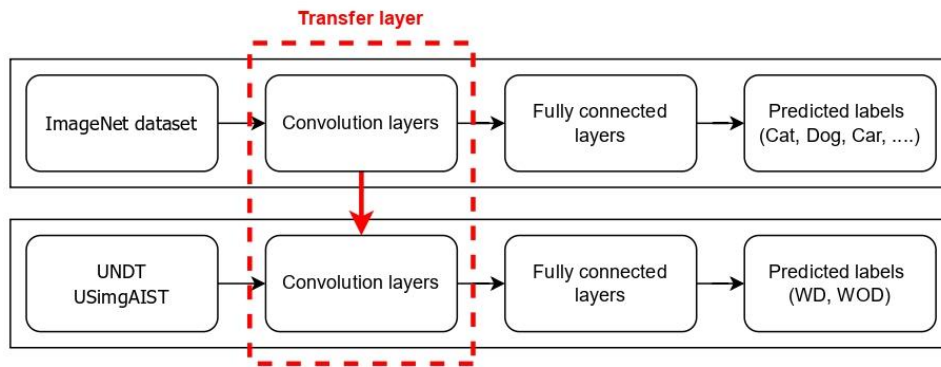 Transfer layer
ImageNet dataset
Convolution layers
Fully connected
layers
Predicted labels
(Cat, Dog, Car, ....)
UNDT
USimgAIST
Convolution layers
Fully connected
layers
Predicted labels
(WD, WOD)